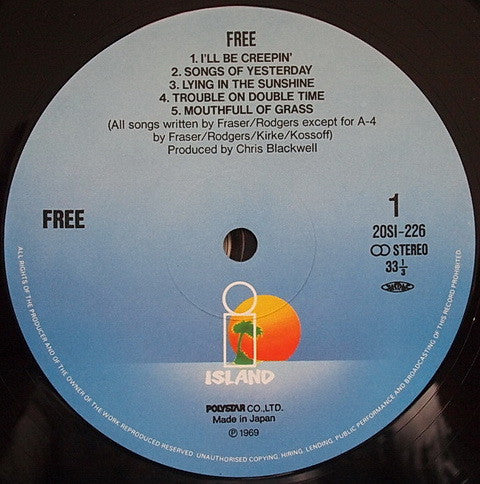 FREE
1. I'LL BE CREEPIN'
2. SONGS OF YESTERDAY
3. LYING IN THE SUNSHINE
4. TROUBLE ON DOUBLE TIME
5. MOUTHFULL OF GRASS
(All songs written by Fraser/Rodgers except for A-4
by Fraser/Rodgers/Kirke/Kossoff)
Produced by Chris Blackwell
FREE
1
20SI-226
STEREO
33 1/3
i
ISLAND
POLYSTAR CO.,LTD.
Made in Japan
℗ 1969
ALL RIGHTS OF THE PRODUCER AND OF THE OWNER OF THE WORK REPRODUCED RESERVED. UNAUTHORISED COPYING, HIRING, LENDING, PUBLIC PERFORMANCE AND BROADCASTING OF THIS RECORD PROHIBITED.